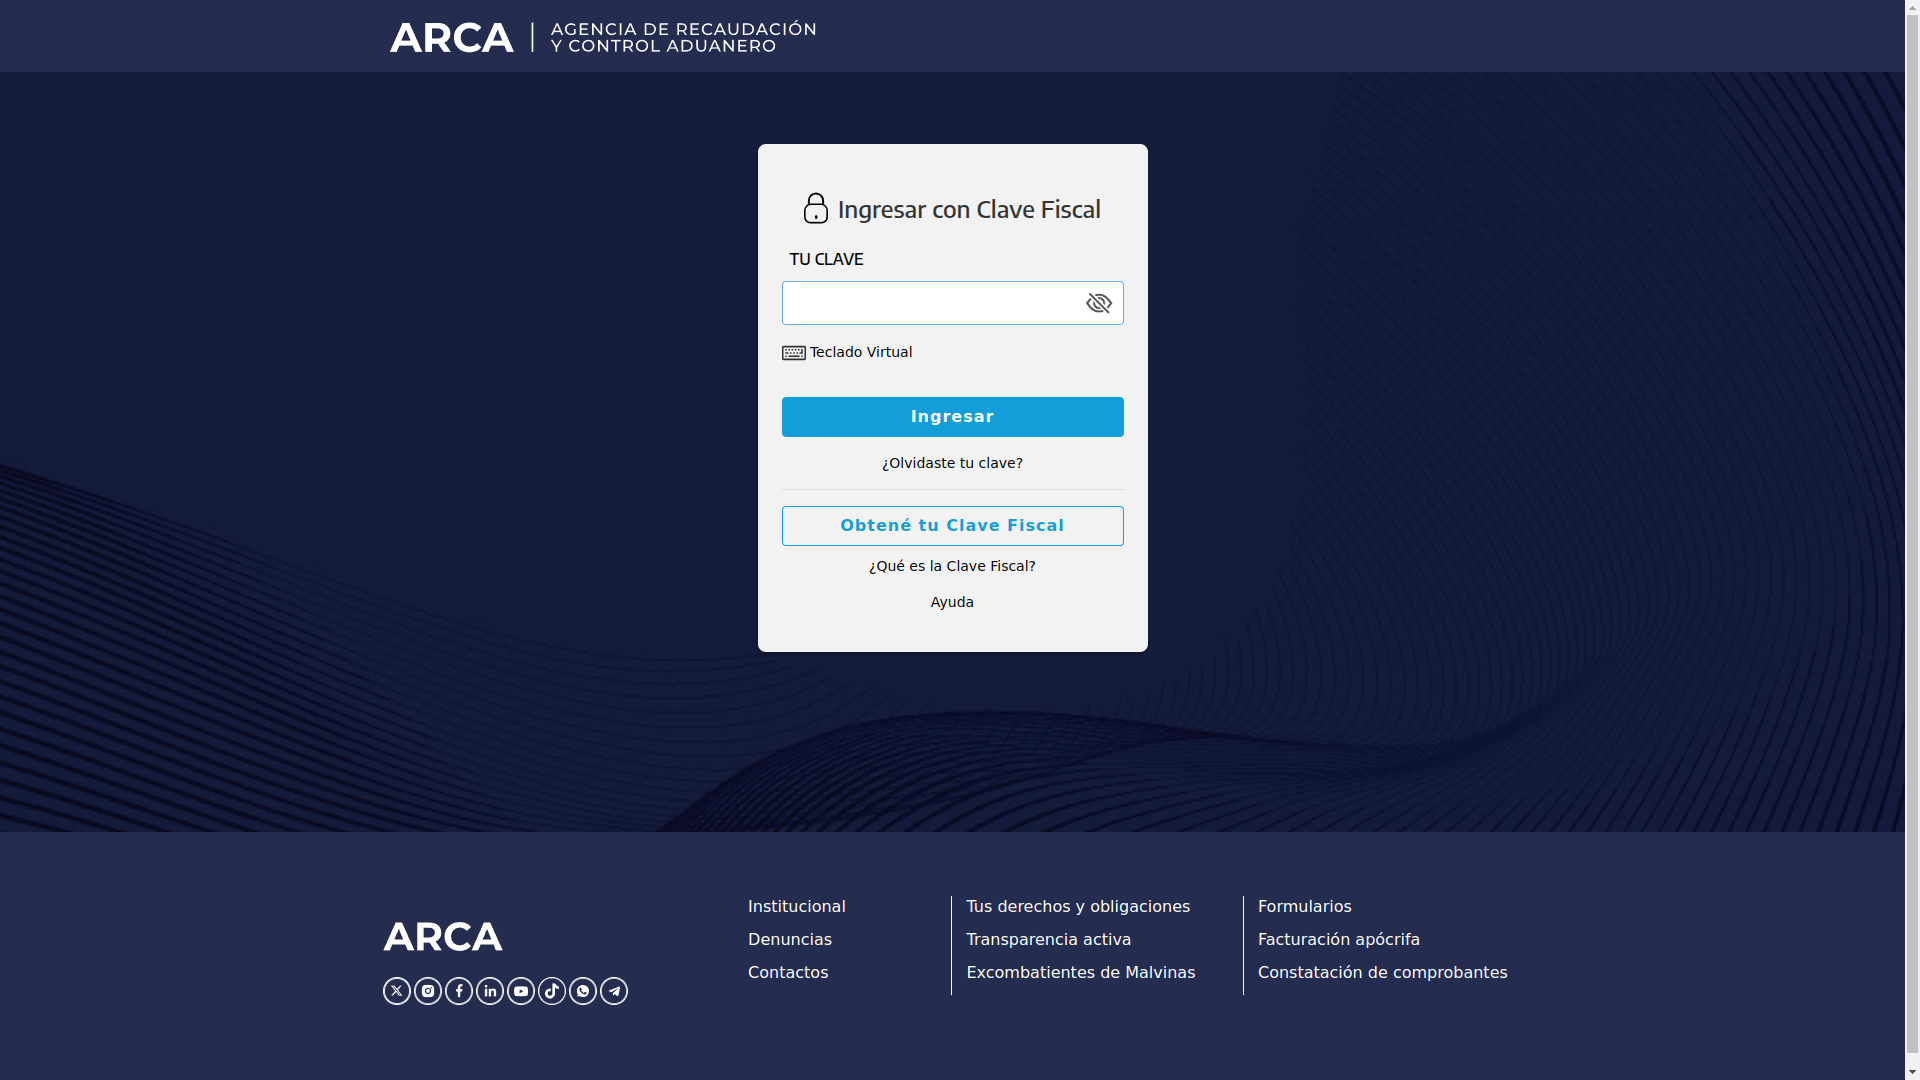 ARCA
AGENCIA DE RECAUDACIÓN
Y CONTROL ADUANERO
Ingresar con Clave Fiscal
TU CLAVE
Teclado Virtual
Ingresar
¿Olvidaste tu clave?
Obtené tu Clave Fiscal
¿Qué es la Clave Fiscal?
Ayuda
ARCA
Institucional
Denuncias
Contactos
Tus derechos y obligaciones
Transparencia activa
Excombatientes de Malvinas
Formularios
Facturación apócrifa
Constatación de comprobantes